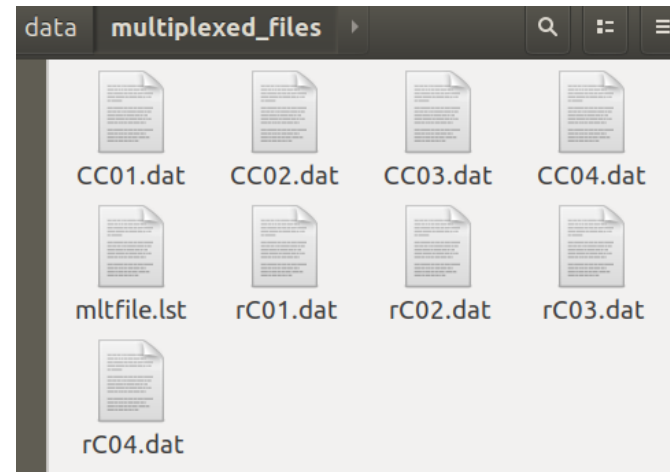 data multiplexed_files
CC01.dat CC02.dat CC03.dat CC04.dat
mltfile.lst rC01.dat rC02.dat rC03.dat
rC04.dat